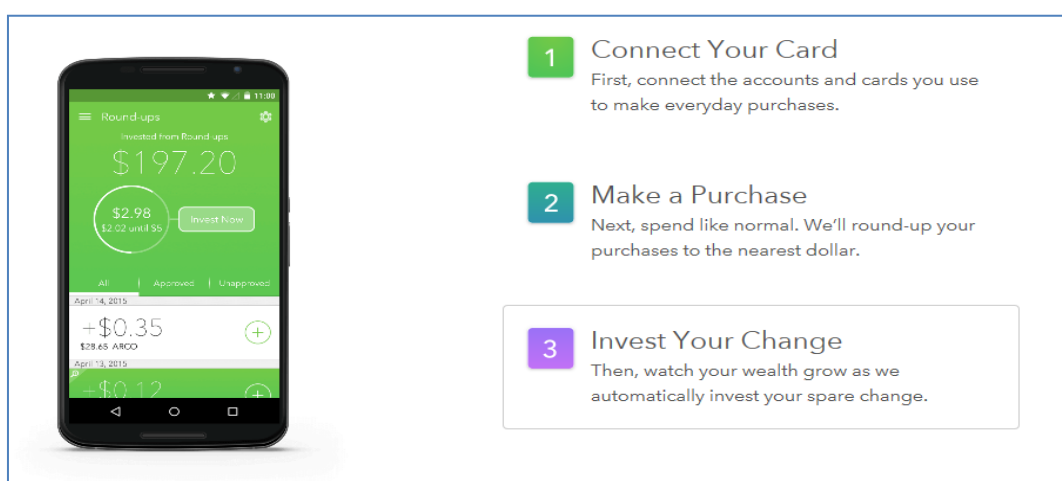 11:00
Round-ups
Invested from Round-ups
$197.20
$2.98
$2.02 until $5
Invest Now
All
Approved
Unapproved
April 14, 2015
+$0.35
$28.65 ARCO
April 13, 2015
+$0.12
1
Connect Your Card
First, connect the accounts and cards you use
to make everyday purchases.
2
Make a Purchase
Next, spend like normal. We'll round-up your
purchases to the nearest dollar.
3
Invest Your Change
Then, watch your wealth grow as we
automatically invest your spare change.